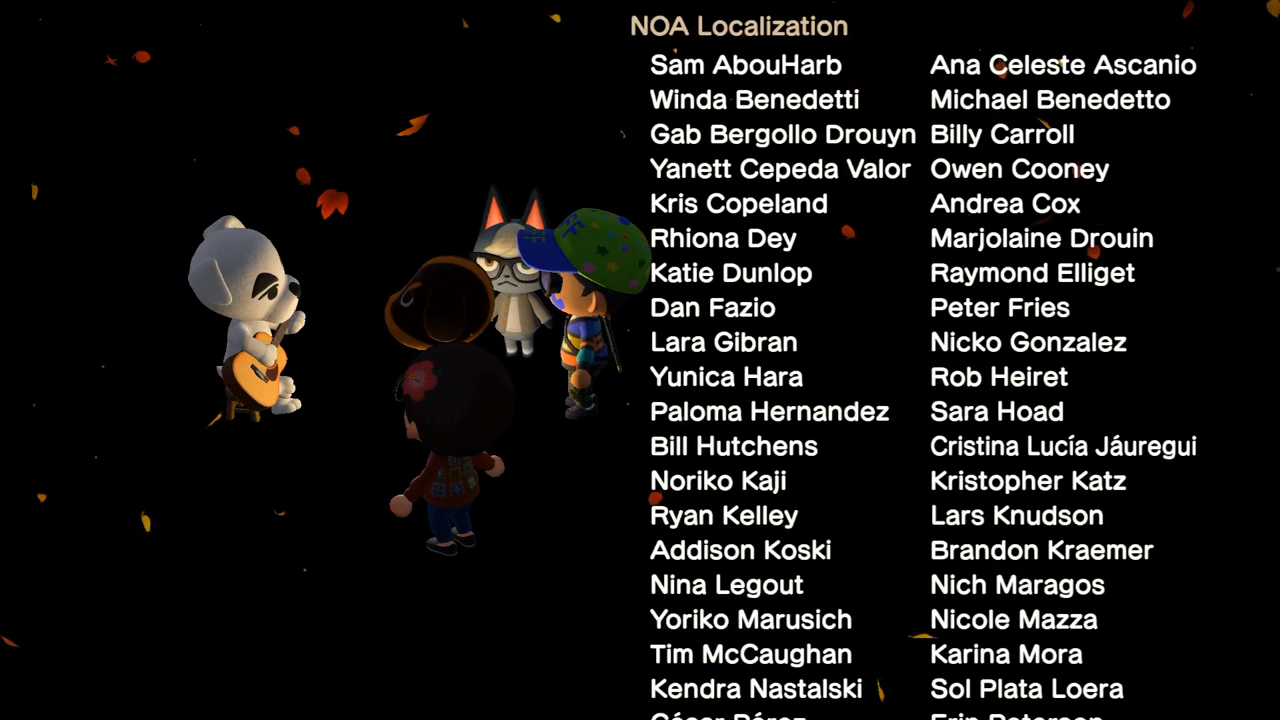 NOA Localization
Sam AbouHarb Ana Celeste Ascanio
Winda Benedetti Michael Benedetto
Gab Bergollo Drouyn Billy Carroll
Yanett Cepeda Valor Owen Cooney
Kris Copeland Andrea Cox
Rhiona Dey Marjolaine Drouin
Katie Dunlop Raymond Elliget
Dan Fazio Peter Fries
Lara Gibran Nicko Gonzalez
Yunica Hara Rob Heiret
Paloma Hernandez Sara Hoad
Bill Hutchens Cristina Lucía Jáuregui
Noriko Kaji Kristopher Katz
Ryan Kelley Lars Knudson
Addison Koski Brandon Kraemer
Nina Legout Nich Maragos
Yoriko Marusich Nicole Mazza
Tim McCaughan Karina Mora
Kendra Nastalski Sol Plata Loera
César Pérez Erin Peterson